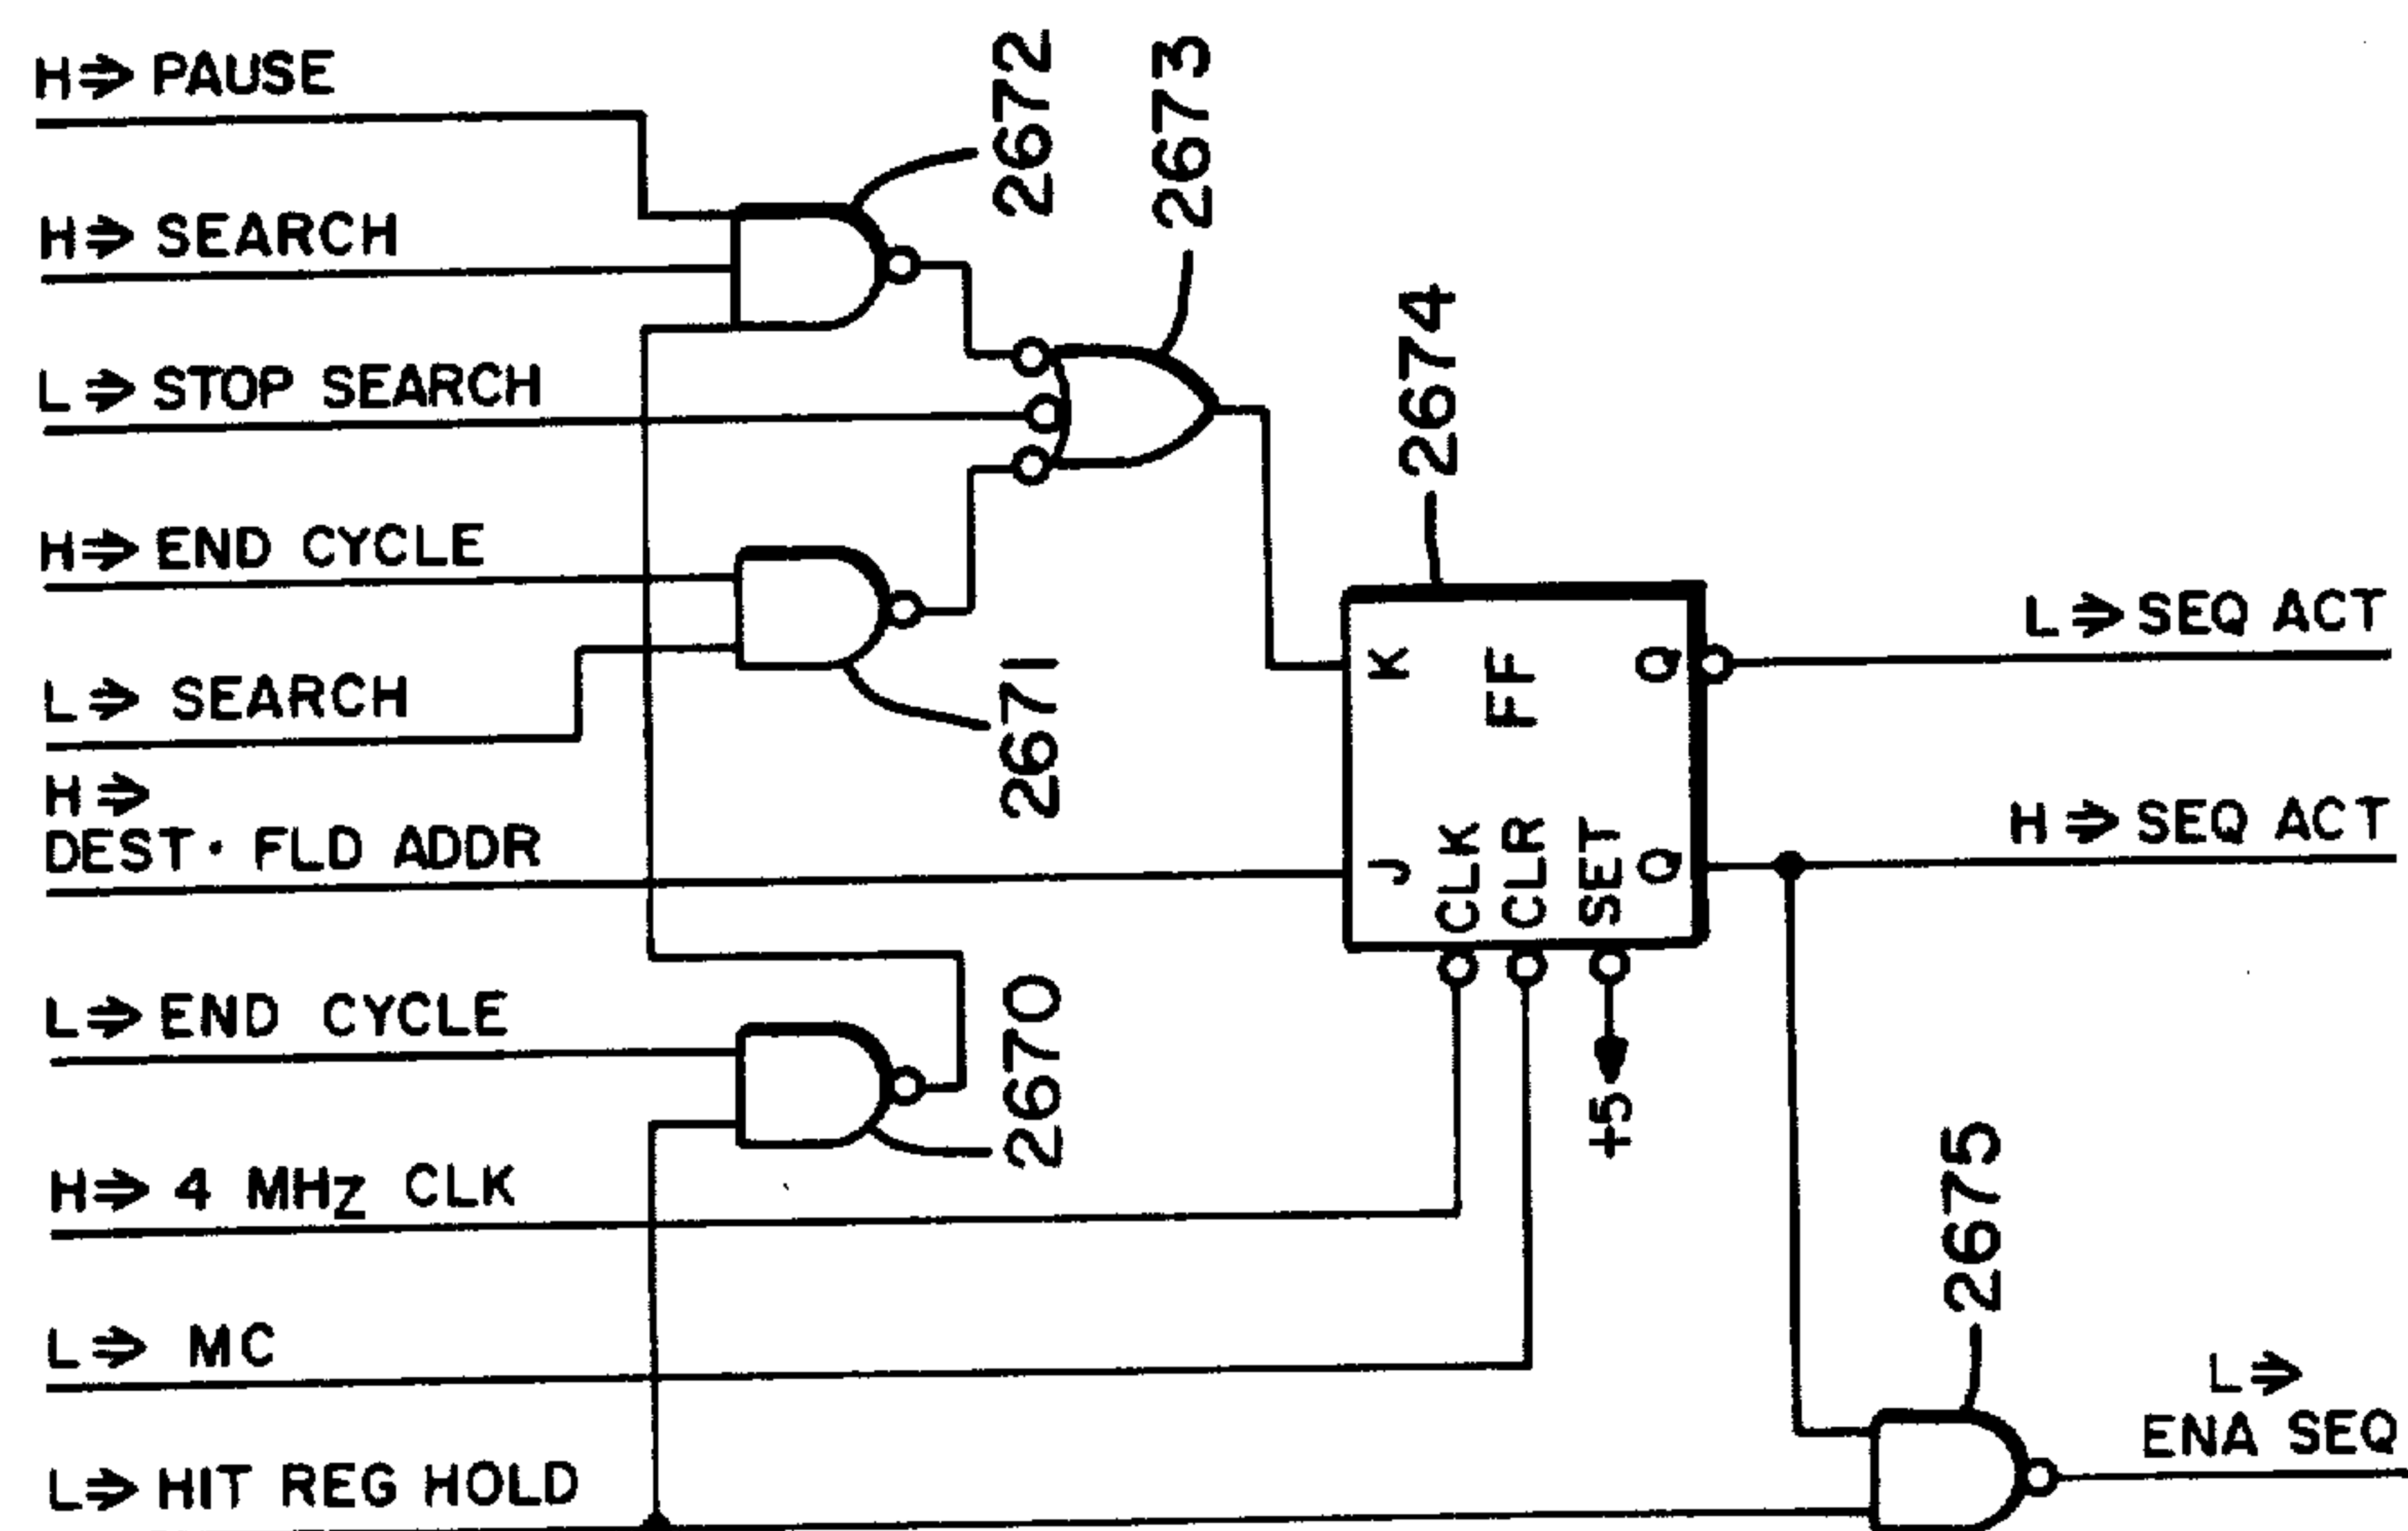 H⇒ PAUSE
2672
2673
H⇒ SEARCH
L⇒ STOP SEARCH
2674
H⇒ END CYCLE
L⇒ SEARCH
2671
K
FF
Q
L⇒ SEQ ACT
H⇒
DEST· FLD ADDR
J
CLK
CLR
SET
Q
H⇒ SEQ ACT
L⇒ END CYCLE
2670
+5
H⇒ 4 MHZ CLK
2675
L⇒ MC
L⇒
ENA SEQ
L⇒ HIT REG HOLD